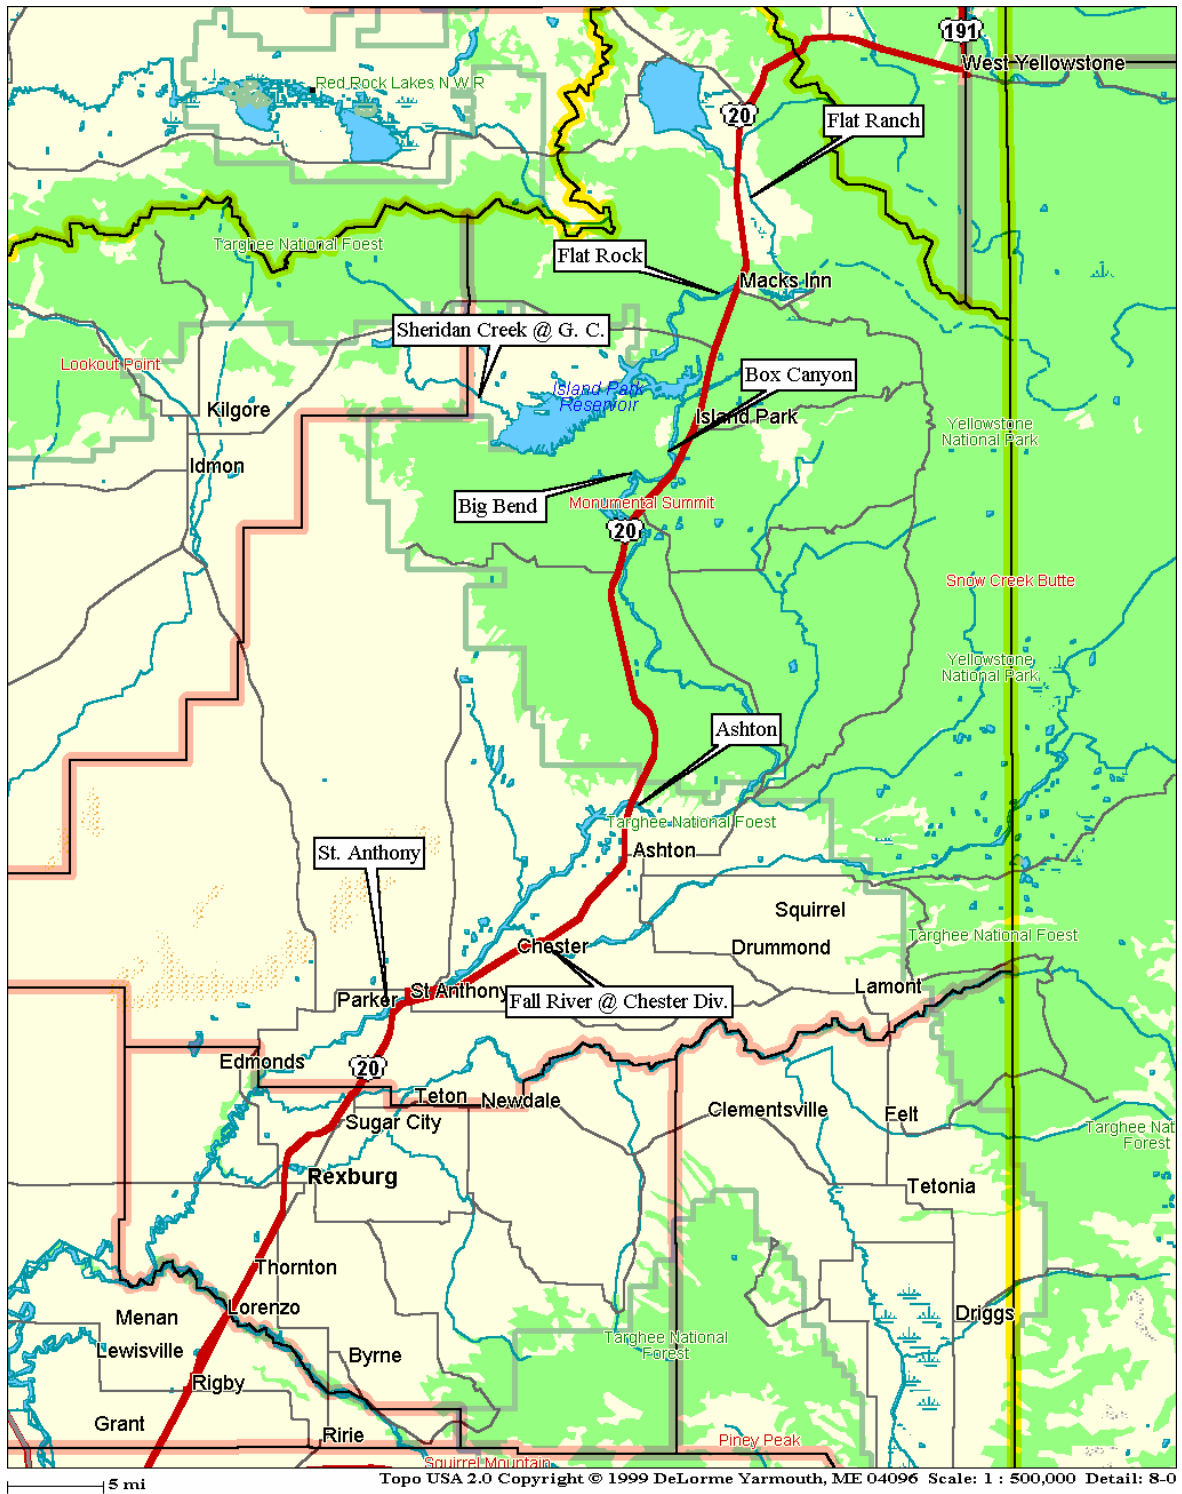 191
West Yellowstone
Red Rock Lakes N W R
20
Flat Ranch
Targhee National Foest
Flat Rock
Macks Inn
Sheridan Creek @ G. C.
Lookout Point
Box Canyon
Island Park
Reservoir
Kilgore
Island Park
Yellowstone
National Park
Idmon
Big Bend
Monumental Summit
20
Snow Creek Butte
Yellowstone
National Park
Ashton
Targhee National Foest
St. Anthony
Ashton
Squirrel
Targhee National Foest
Chester
Drummond
Lamont
St Anthony
Parker
Fall River @ Chester Div.
Edmonds
20
Teton
Newdale
Clementsville
Felt
Sugar City
Targhee Nat
Forest
Rexburg
Tetonia
Thornton
Lorenzo
Menan
Driggs
Lewisville
Byrne
Targhee National
Forest
Rigby
Grant
Ririe
Piney Peak
Squirrel Mountain
5 mi
Topo USA 2.0 Copyright © 1999 DeLorme Yarmouth, ME 04096 Scale: 1 : 500,000 Detail: 8-0